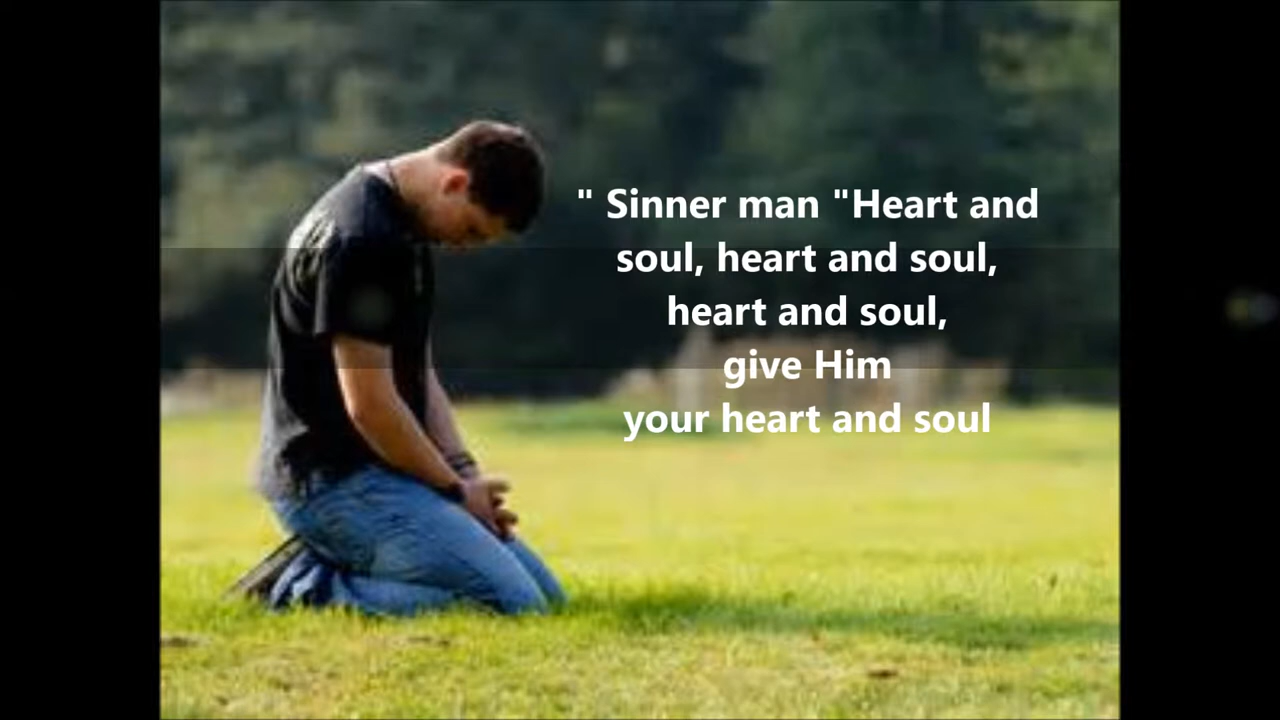 " Sinner man "Heart and
soul, heart and soul,
heart and soul,
give Him
your heart and soul